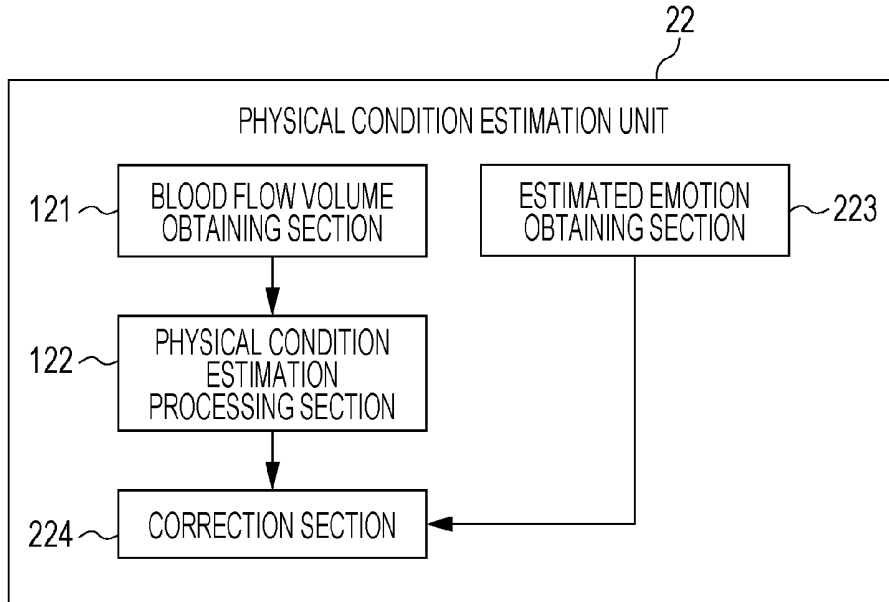 22
PHYSICAL CONDITION ESTIMATION UNIT
121
BLOOD FLOW VOLUME
OBTAINING SECTION
ESTIMATED EMOTION
OBTAINING SECTION
223
122
PHYSICAL CONDITION
ESTIMATION
PROCESSING SECTION
224
CORRECTION SECTION